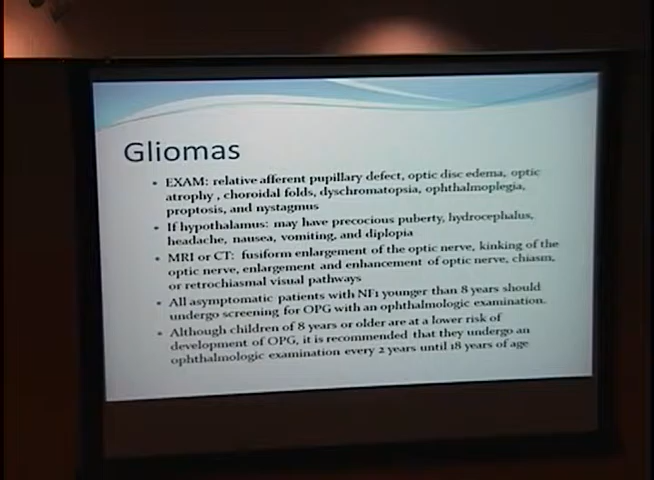 Gliomas
• EXAM: relative afferent pupillary defect, optic disc edema, optic
atrophy , choroidal folds, dyschromatopsia, ophthalmoplegia,
proptosis, and nystagmus
• If hypothalamus: may have precocious puberty, hydrocephalus,
headache, nausea, vomiting, and diplopia
• MRI or CT: fusiform enlargement of the optic nerve, kinking of the
optic nerve, enlargement and enhancement of optic nerve, chiasm,
or retrochiasmal visual pathways
• All asymptomatic patients with NF1 younger than 8 years should
undergo screening for OPG with an ophthalmologic examination.
• Although children of 8 years or older are at a lower risk of
development of OPG, it is recommended that they undergo an
ophthalmologic examination every 2 years until 18 years of age